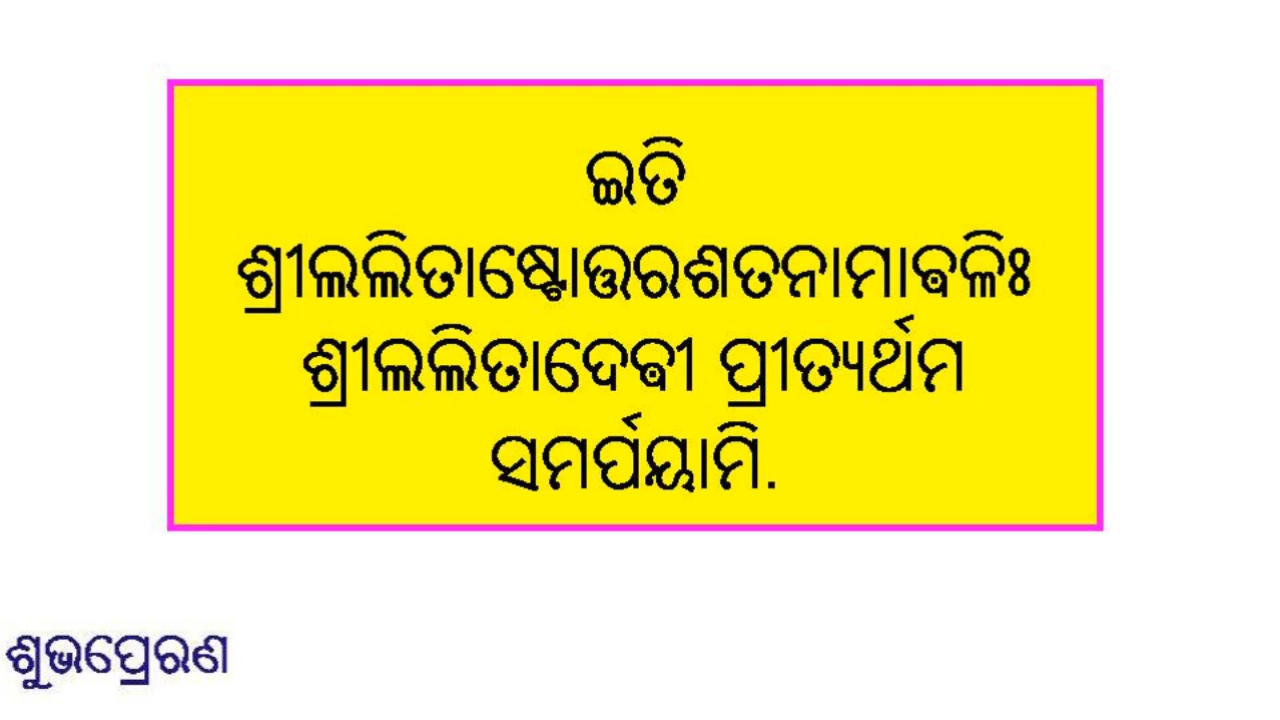 ଇତି
ଶ୍ରୀଲଲିତାଷ୍ଟୋତ୍ତରଶତନାମାବଳିଃ
ଶ୍ରୀଲଲିତାଦେବୀ ପ୍ରୀତ୍ୟର୍ଥମ
ସମର୍ପୟାମି.
ଶୁଭପ୍ରେରଣ